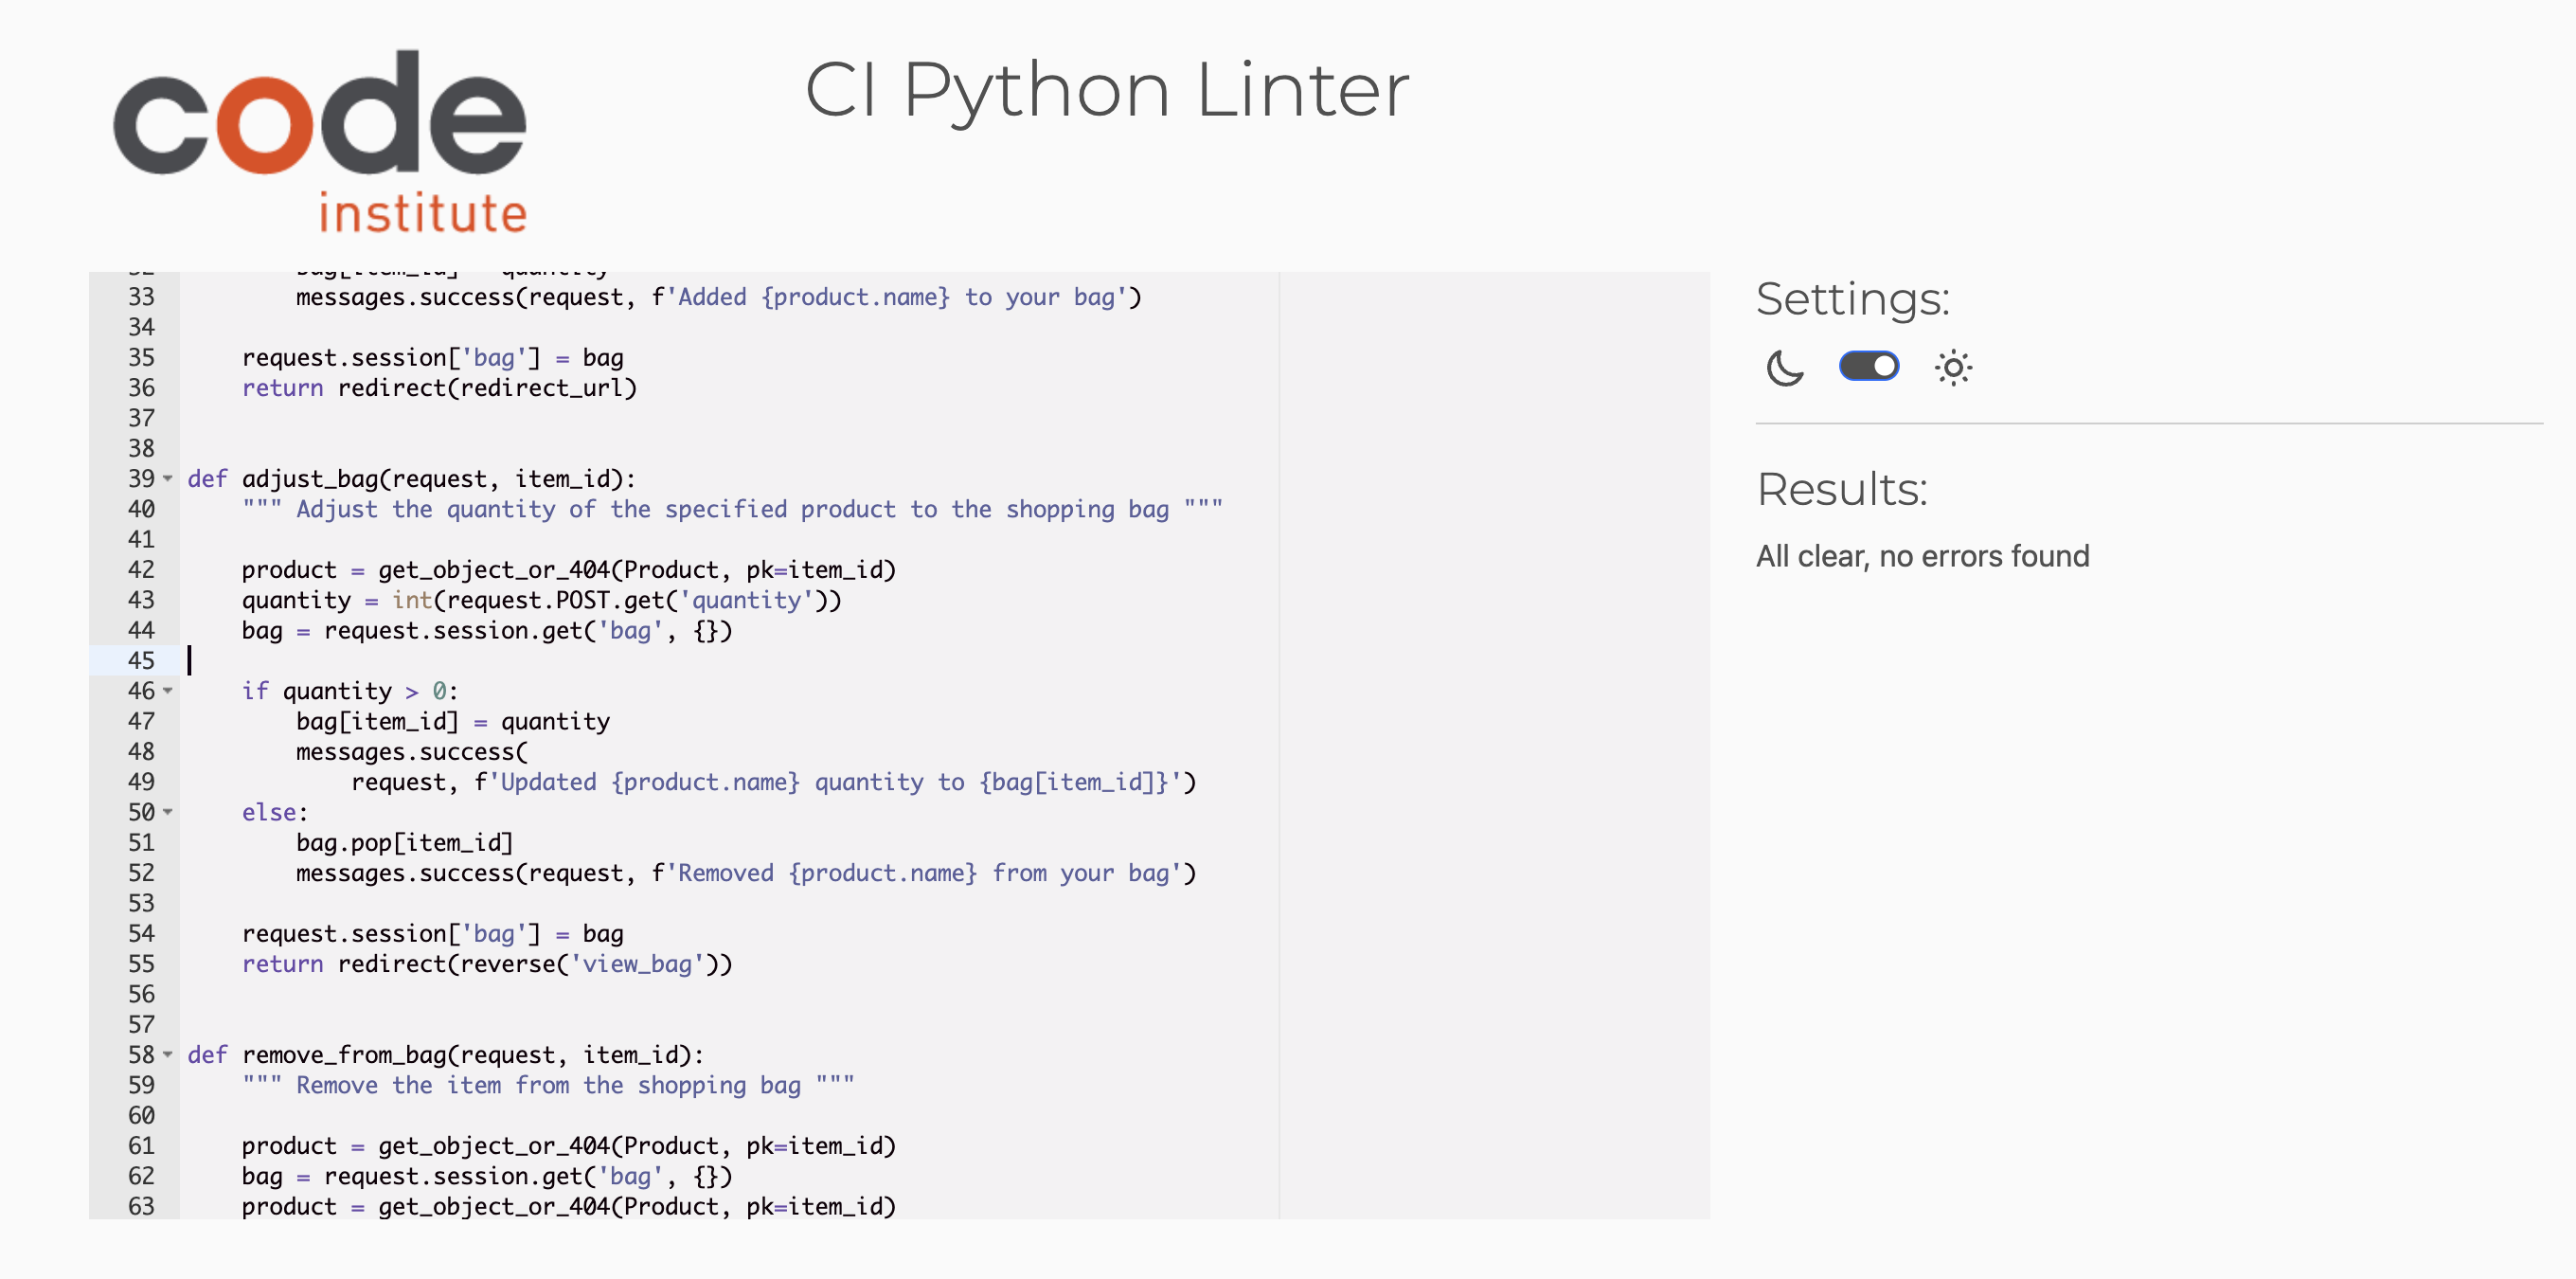 code
institute
CI Python Linter
32 bag[item_id] = quantity
33 messages.success(request, f'Added {product.name} to your bag')
34
35 request.session['bag'] = bag
36 return redirect(redirect_url)
37
38
39 def adjust_bag(request, item_id):
40 """ Adjust the quantity of the specified product to the shopping bag """
41
42 product = get_object_or_404(Product, pk=item_id)
43 quantity = int(request.POST.get('quantity'))
44 bag = request.session.get('bag', {})
45
46 if quantity > 0:
47 bag[item_id] = quantity
48 messages.success(
49 request, f'Updated {product.name} quantity to {bag[item_id]}')
50 else:
51 bag.pop[item_id]
52 messages.success(request, f'Removed {product.name} from your bag')
53
54 request.session['bag'] = bag
55 return redirect(reverse('view_bag'))
56
57
58 def remove_from_bag(request, item_id):
59 """ Remove the item from the shopping bag """
60
61 product = get_object_or_404(Product, pk=item_id)
62 bag = request.session.get('bag', {})
63 product = get_object_or_404(Product, pk=item_id)
Settings:
Results:
All clear, no errors found